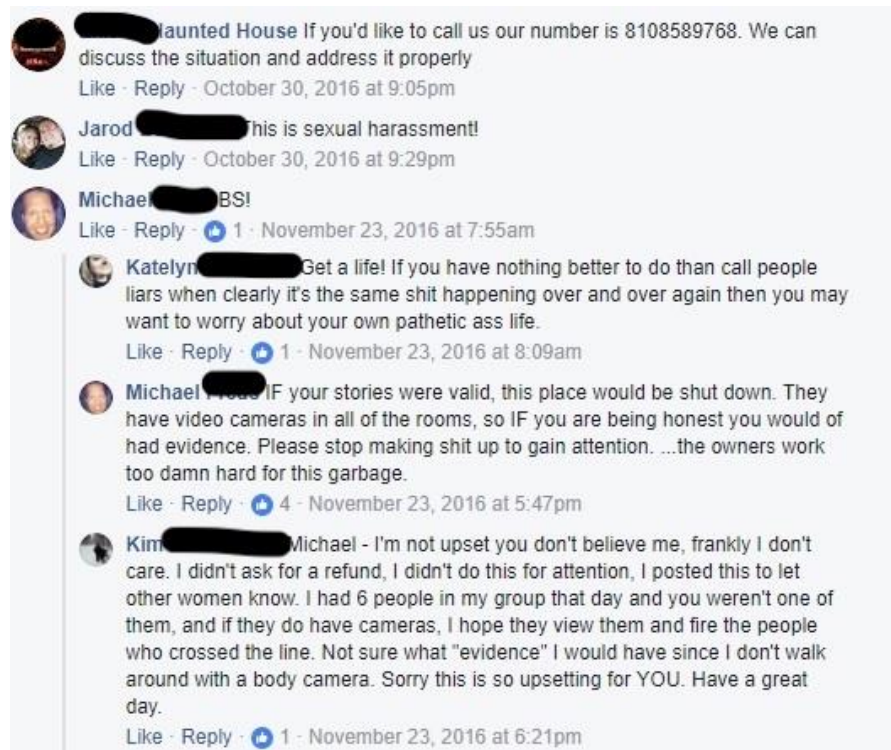 Haunted House If you'd like to call us our number is 8108589768. We can
discuss the situation and address it properly
Like · Reply · October 30, 2016 at 9:05pm
Jarod This is sexual harassment!
Like · Reply · October 30, 2016 at 9:29pm
Michael BS!
Like · Reply · 1 · November 23, 2016 at 7:55am
Katelyn Get a life! If you have nothing better to do than call people
liars when clearly it's the same shit happening over and over again then you may
want to worry about your own pathetic ass life.
Like · Reply · 1 · November 23, 2016 at 8:09am
Michael IF your stories were valid, this place would be shut down. They
have video cameras in all of the rooms, so IF you are being honest you would of
had evidence. Please stop making shit up to gain attention. ...the owners work
too damn hard for this garbage.
Like · Reply · 4 · November 23, 2016 at 5:47pm
Kim Michael - I'm not upset you don't believe me, frankly I don't
care. I didn't ask for a refund, I didn't do this for attention, I posted this to let
other women know. I had 6 people in my group that day and you weren't one of
them, and if they do have cameras, I hope they view them and fire the people
who crossed the line. Not sure what "evidence" I would have since I don't walk
around with a body camera. Sorry this is so upsetting for YOU. Have a great
day.
Like · Reply · 1 · November 23, 2016 at 6:21pm